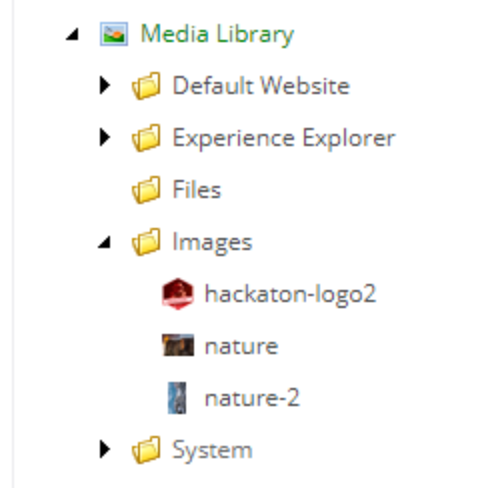 Media Library
Default Website
Experience Explorer
Files
Images
hackaton-logo2
nature
nature-2
System